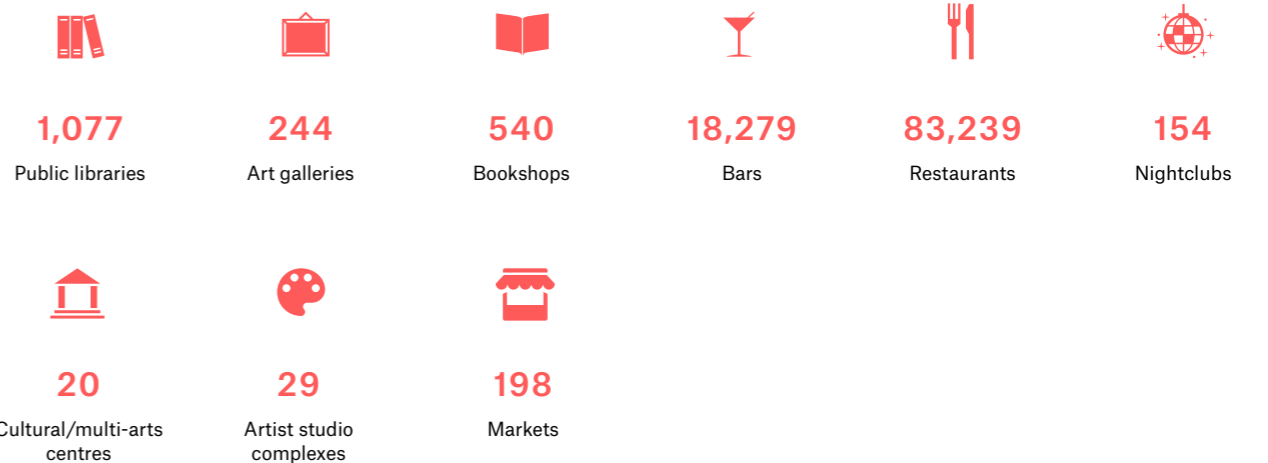 1,077
Public libraries
244
Art galleries
540
Bookshops
18,279
Bars
83,239
Restaurants
154
Nightclubs
20
Cultural/multi-arts
centres
29
Artist studio
complexes
198
Markets